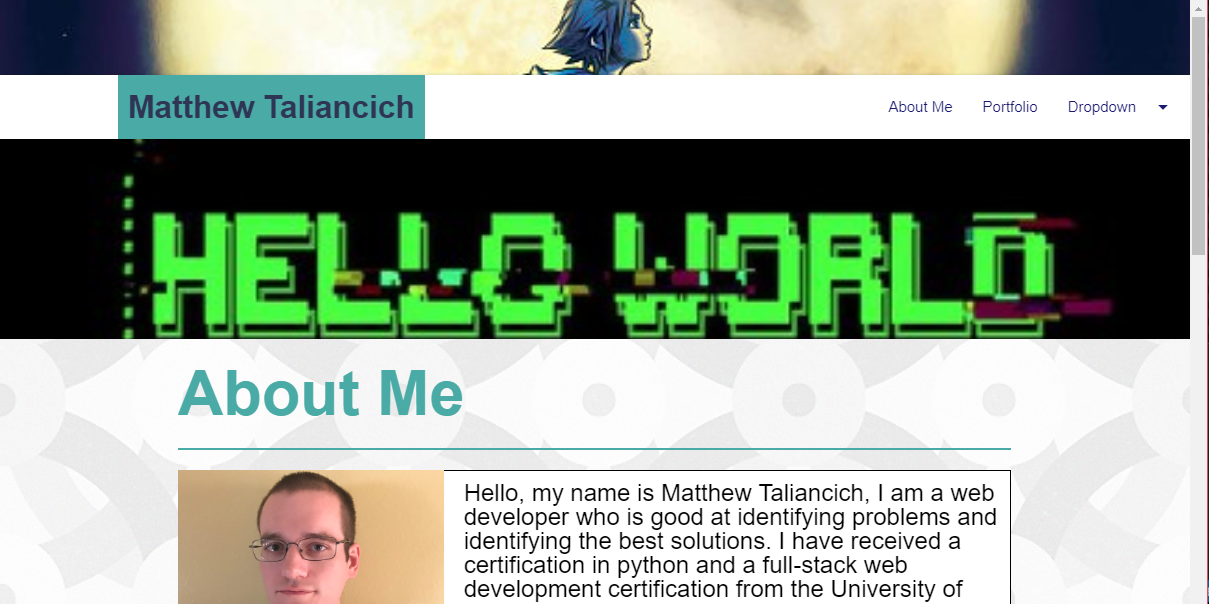 Matthew Taliancich
About Me
Portfolio
Dropdown
HELLO WORLD
About Me
Hello, my name is Matthew Taliancich, I am a web
developer who is good at identifying problems and
identifying the best solutions. I have received a
certification in python and a full-stack web
development certification from the University of